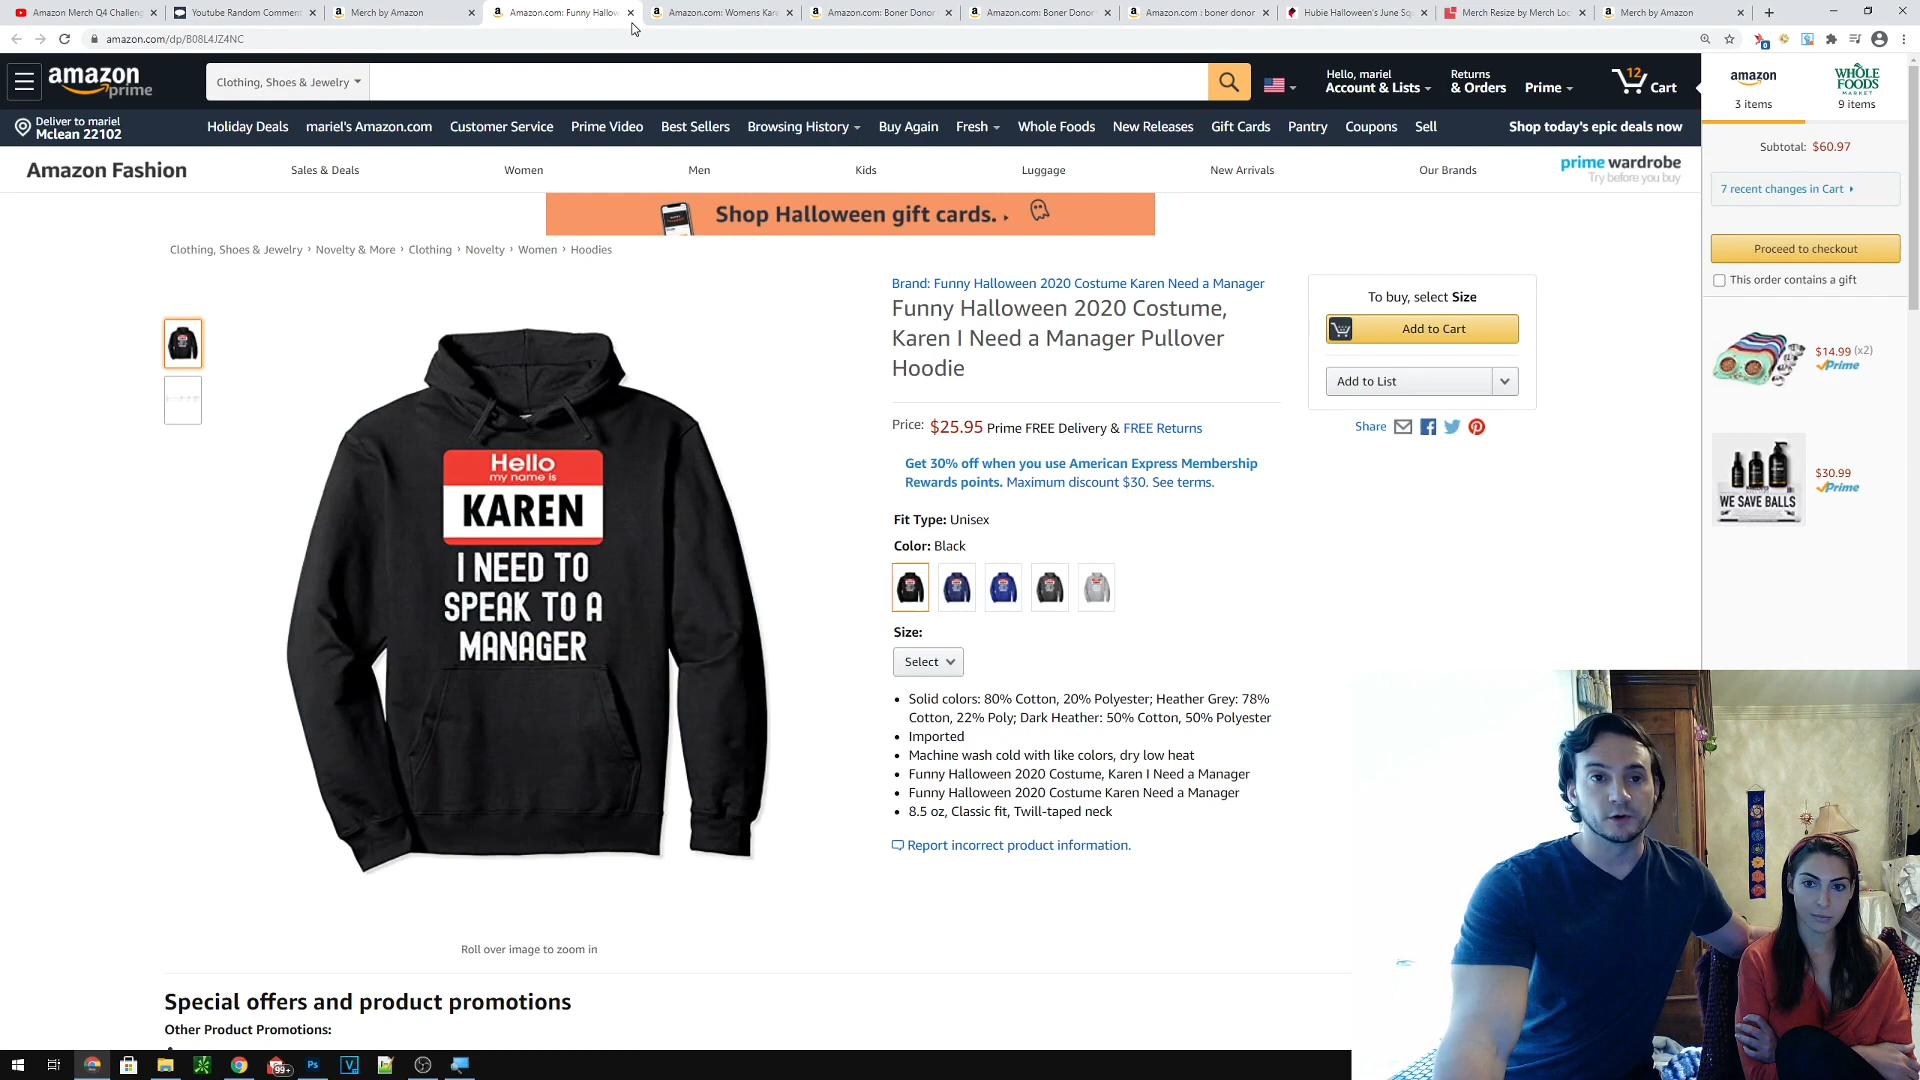 Amazon Merch Q4 Challeng
Youtube Random Comment
Merch by Amazon
Amazon.com: Funny Hallow
Amazon.com: Womens Kare
Amazon.com: Boner Donor
Amazon.com: Boner Donor
Amazon.com : boner donor
Hubie Halloween's June Sq
Merch Resize by Merch Loc
Merch by Amazon
amazon.com/dp/B08L4JZ4NC
amazon prime
Clothing, Shoes & Jewelry
Hello, mariel
Account & Lists
Returns
& Orders
Prime
12
Cart
Deliver to mariel
Mclean 22102
Holiday Deals
mariel's Amazon.com
Customer Service
Prime Video
Best Sellers
Browsing History
Buy Again
Fresh
Whole Foods
New Releases
Gift Cards
Pantry
Coupons
Sell
Shop today's epic deals now
Amazon Fashion
Sales & Deals
Women
Men
Kids
Luggage
New Arrivals
Our Brands
prime wardrobe
Try before you buy
Shop Halloween gift cards.
Clothing, Shoes & Jewelry › Novelty & More › Clothing › Novelty › Women › Hoodies
Hello
my name is
KAREN
I NEED TO
SPEAK TO A
MANAGER
Roll over image to zoom in
Brand: Funny Halloween 2020 Costume Karen Need a Manager
Funny Halloween 2020 Costume,
Karen I Need a Manager Pullover
Hoodie
Price: $25.95 Prime FREE Delivery & FREE Returns
Get 30% off when you use American Express Membership
Rewards points. Maximum discount $30. See terms.
Fit Type: Unisex
Color: Black
Size:
Select
• Solid colors: 80% Cotton, 20% Polyester; Heather Grey: 78%
Cotton, 22% Poly; Dark Heather: 50% Cotton, 50% Polyester
• Imported
• Machine wash cold with like colors, dry low heat
• Funny Halloween 2020 Costume, Karen I Need a Manager
• Funny Halloween 2020 Costume Karen Need a Manager
• 8.5 oz, Classic fit, Twill-taped neck
Report incorrect product information.
To buy, select Size
Add to Cart
Add to List
Share
amazon
3 items
WHOLE
FOODS
MARKET
9 items
Subtotal: $60.97
7 recent changes in Cart
Proceed to checkout
This order contains a gift
$14.99 (x2)
Prime
WE SAVE BALLS
$30.99
Prime
Special offers and product promotions
Other Product Promotions:
99+
Ps